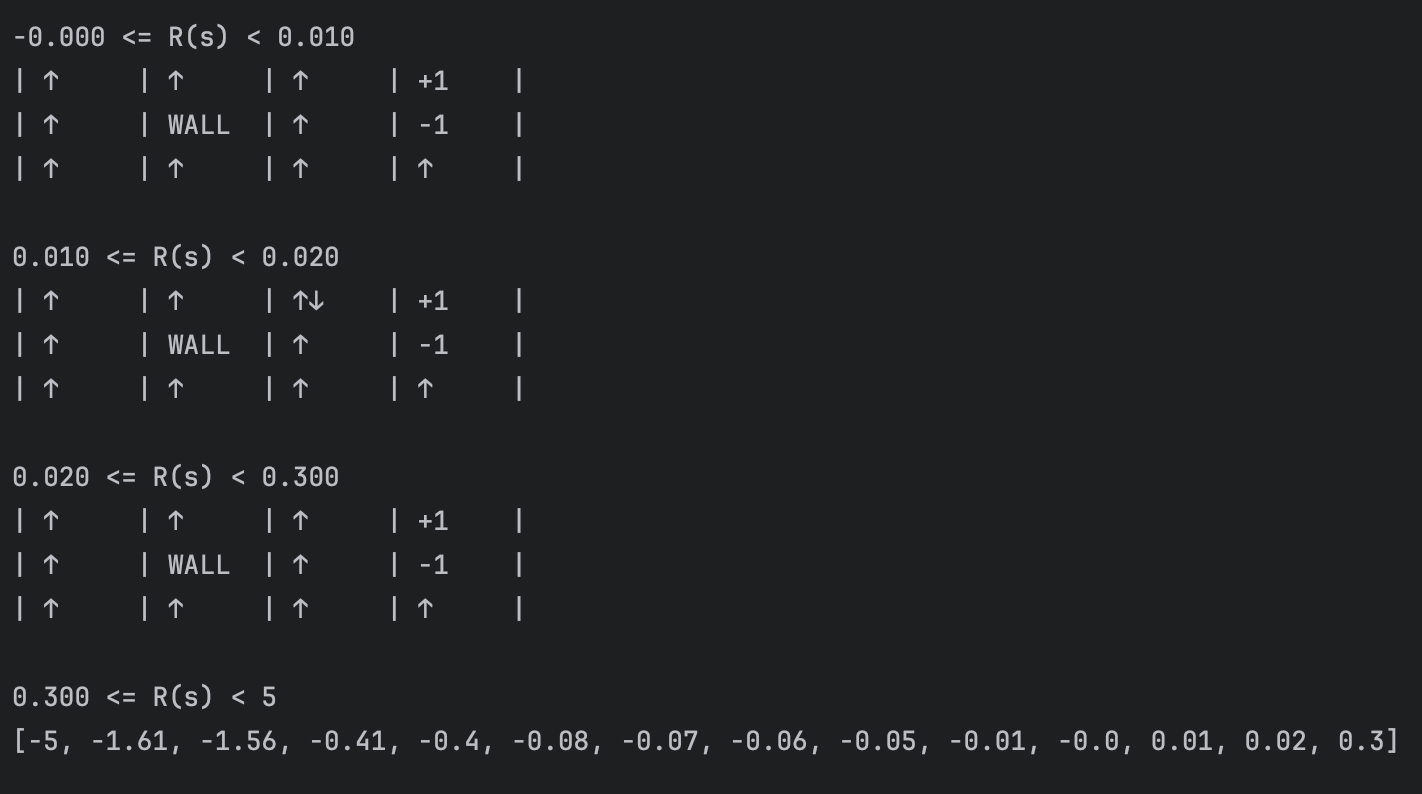 -0.000 <= R(s) < 0.010
| ↑     | ↑     | ↑     | +1    |
| ↑     | WALL  | ↑     | -1    |
| ↑     | ↑     | ↑     | ↑     |
0.010 <= R(s) < 0.020
| ↑     | ↑     | ↑↓    | +1    |
| ↑     | WALL  | ↑     | -1    |
| ↑     | ↑     | ↑     | ↑     |
0.020 <= R(s) < 0.300
| ↑     | ↑     | ↑     | +1    |
| ↑     | WALL  | ↑     | -1    |
| ↑     | ↑     | ↑     | ↑     |
0.300 <= R(s) < 5
[-5, -1.61, -1.56, -0.41, -0.4, -0.08, -0.07, -0.06, -0.05, -0.01, -0.0, 0.01, 0.02, 0.3]